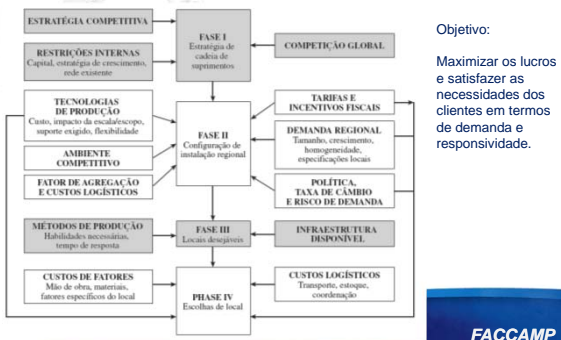 ESTRATÉGIA COMPETITIVA
RESTRIÇÕES INTERNAS
Capital, estratégia de crescimento,
rede existente
FASE I
Estratégia de
cadeia de
suprimentos
COMPETIÇÃO GLOBAL
TECNOLOGIAS
DE PRODUÇÃO
Custo, impacto da escala/escopo,
suporte exigido, flexibilidade
AMBIENTE
COMPETITIVO
FATOR DE AGREGAÇÃO
E CUSTOS LOGÍSTICOS
FASE II
Configuração de
instalação regional
TARIFAS E
INCENTIVOS FISCAIS
DEMANDA REGIONAL
Tamanho, crescimento,
homogeneidade,
especificações locais
POLÍTICA,
TAXA DE CÂMBIO
E RISCO DE DEMANDA
MÉTODOS DE PRODUÇÃO
Habilidades necessárias,
tempo de resposta
FASE III
Locais desejáveis
INFRAESTRUTURA
DISPONÍVEL
CUSTOS DE FATORES
Mão de obra, materiais,
fatores específicos do local
PHASE IV
Escolhas de local
CUSTOS LOGÍSTICOS
Transporte, estoque,
coordenação
Objetivo:
Maximizar os lucros
e satisfazer as
necessidades dos
clientes em termos
de demanda e
responsividade.
FACCAMP